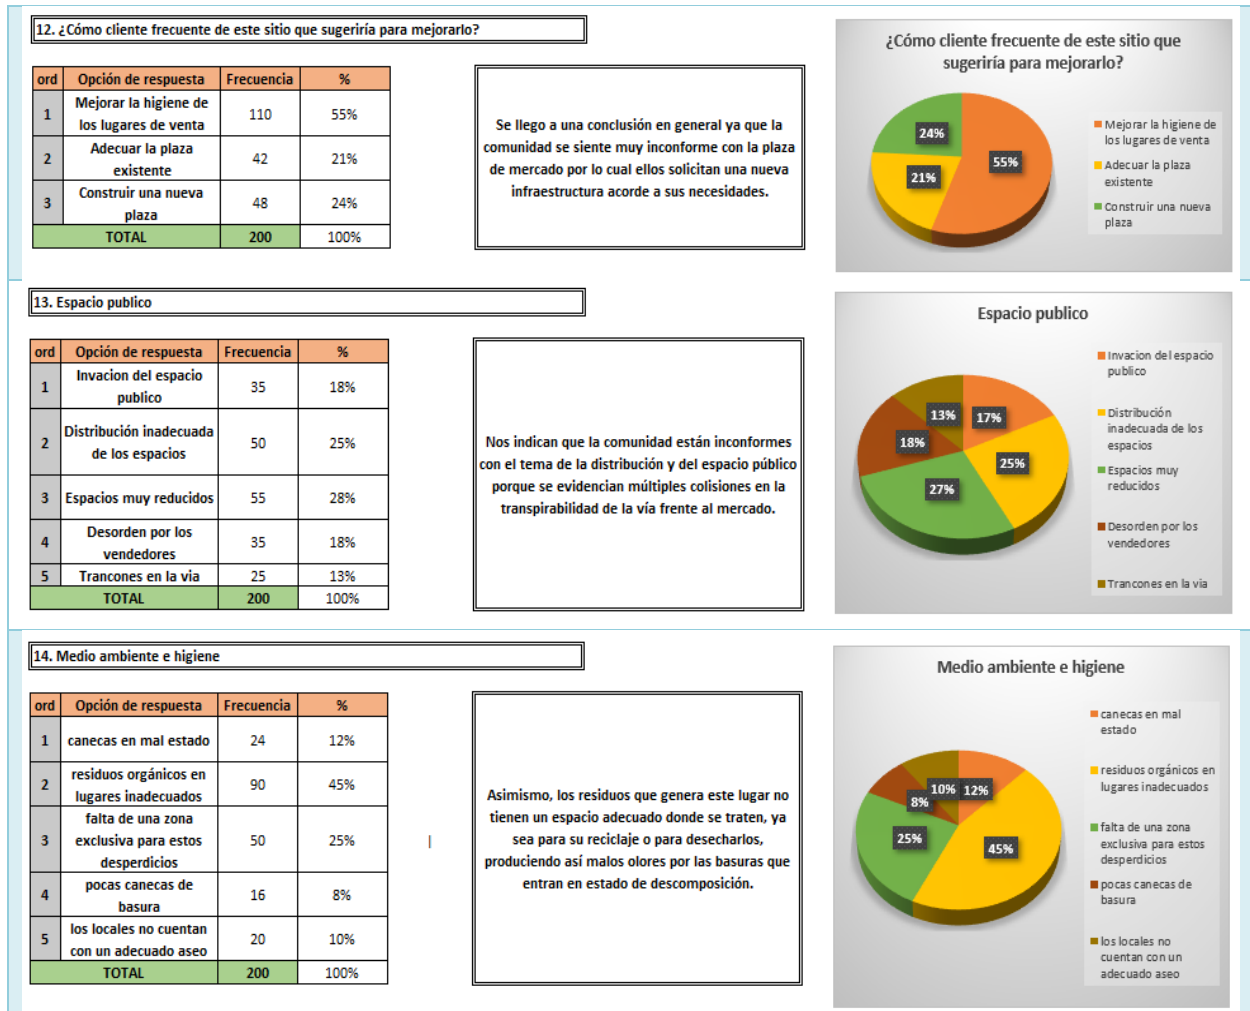 12. ¿Cómo cliente frecuente de este sitio que sugeriría para mejorarlo?
ord Opción de respuesta Frecuencia %
1 Mejorar la higiene de los lugares de venta 110 55%
2 Adecuar la plaza existente 42 21%
3 Construir una nueva plaza 48 24%
TOTAL 200 100%
Se llego a una conclusión en general ya que la
comunidad se siente muy inconforme con la plaza
de mercado por lo cual ellos solicitan una nueva
infraestructura acorde a sus necesidades.
¿Cómo cliente frecuente de este sitio que
sugeriría para mejorarlo?
24%
55%
21%
Mejorar la higiene de
los lugares de venta
Adecuar la plaza
existente
Construir una nueva
plaza
13. Espacio publico
ord Opción de respuesta Frecuencia %
1 Invacion del espacio publico 35 18%
2 Distribución inadecuada de los espacios 50 25%
3 Espacios muy reducidos 55 28%
4 Desorden por los vendedores 35 18%
5 Trancones en la via 25 13%
TOTAL 200 100%
Nos indican que la comunidad están inconformes
con el tema de la distribución y del espacio público
porque se evidencian múltiples colisiones en la
transpirabilidad de la vía frente al mercado.
Espacio publico
13% 17%
18%
25%
27%
Invacion del espacio
publico
Distribución
inadecuada de los
espacios
Espacios muy
reducidos
Desorden por los
vendedores
Trancones en la via
14. Medio ambiente e higiene
ord Opción de respuesta Frecuencia %
1 canecas en mal estado 24 12%
2 residuos orgánicos en lugares inadecuados 90 45%
3 falta de una zona exclusiva para estos desperdicios 50 25%
4 pocas canecas de basura 16 8%
5 los locales no cuentan con un adecuado aseo 20 10%
TOTAL 200 100%
Asimismo, los residuos que genera este lugar no
tienen un espacio adecuado donde se traten, ya
sea para su reciclaje o para desecharlos,
produciendo así malos olores por las basuras que
entran en estado de descomposición.
Medio ambiente e higiene
10% 12%
8%
25%
45%
canecas en mal
estado
residuos orgánicos en
lugares inadecuados
falta de una zona
exclusiva para estos
desperdicios
pocas canecas de
basura
los locales no
cuentan con un
adecuado aseo